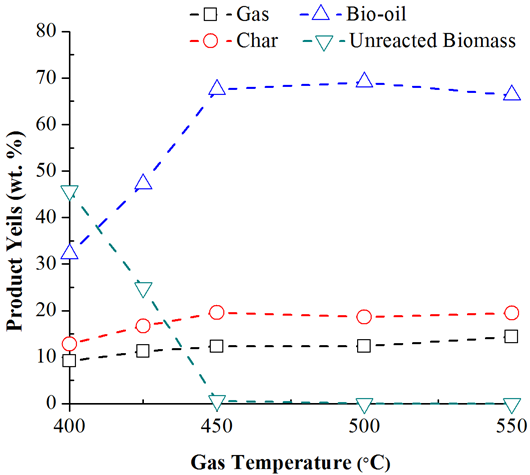 Gas
Bio-oil
Char
Unreacted Biomass
80
70
60
50
40
30
20
10
0
Product Yeils (wt. %)
400
450
500
550
Gas Temperature (°C)